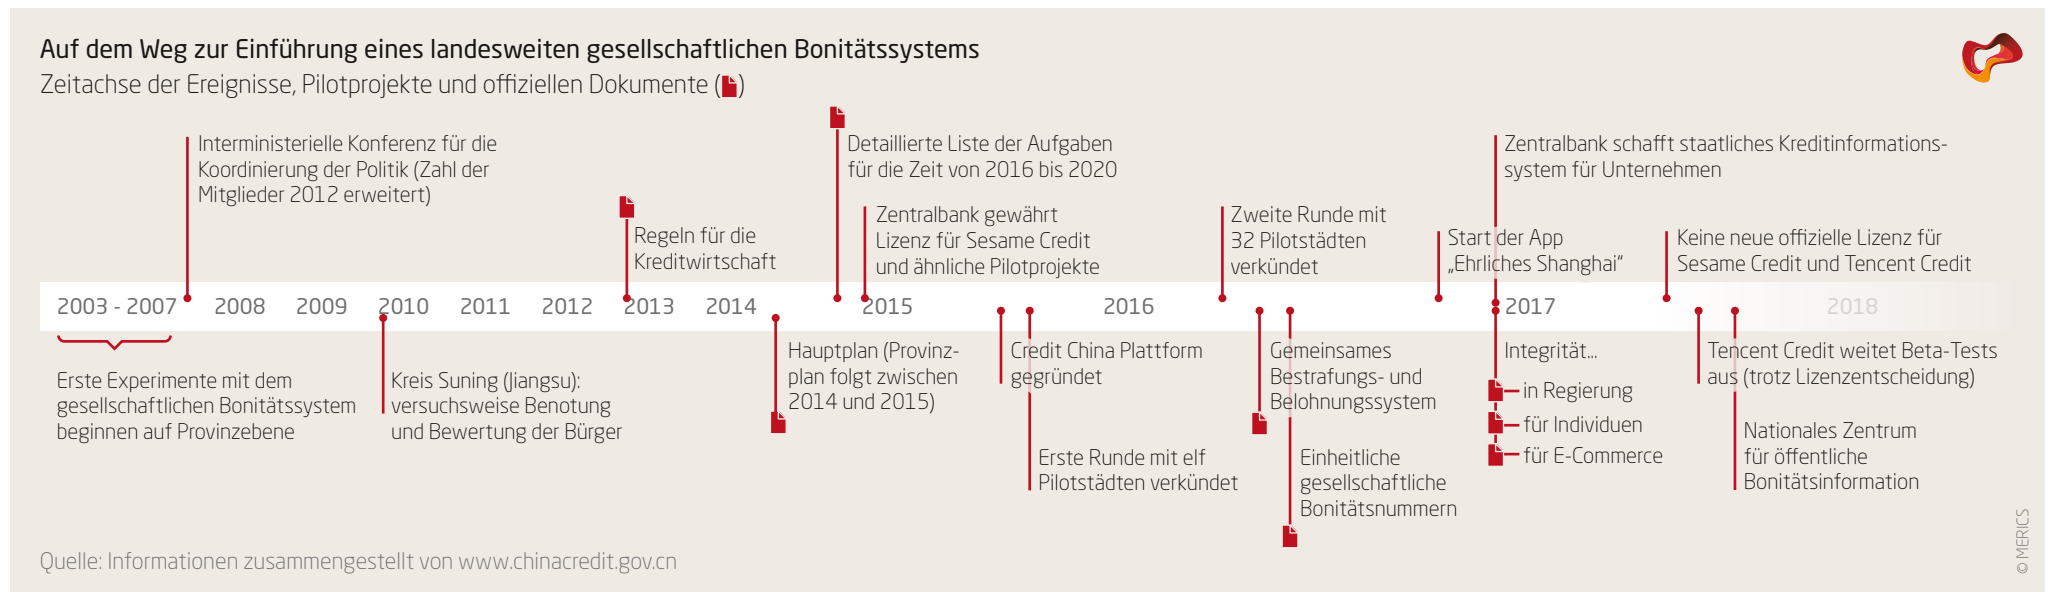 Auf dem Weg zur Einführung eines landesweiten gesellschaftlichen Bonitätssystems
Zeitachse der Ereignisse, Pilotprojekte und offiziellen Dokumente ( )
Interministerielle Konferenz für die
Koordinierung der Politik (Zahl der
Mitglieder 2012 erweitert)
Regeln für die
Kreditwirtschaft
Detaillierte Liste der Aufgaben
für die Zeit von 2016 bis 2020
Zentralbank gewährt
Lizenz für Sesame Credit
und ähnliche Pilotprojekte
Zweite Runde mit
32 Pilotstädten
verkündet
Zentralbank schafft staatliches Kreditinformations-
system für Unternehmen
Start der App
„Ehrliches Shanghai“
Keine neue offizielle Lizenz für
Sesame Credit und Tencent Credit
2003 - 2007 2008 2009 2010 2011 2012 2013 2014 2015 2016 2017 2018
Erste Experimente mit dem
gesellschaftlichen Bonitätssystem
beginnen auf Provinzebene
Kreis Suning (Jiangsu):
versuchsweise Benotung
und Bewertung der Bürger
Hauptplan (Provinz-
plan folgt zwischen
2014 und 2015)
Credit China Plattform
gegründet
Erste Runde mit elf
Pilotstädten verkündet
Gemeinsames
Bestrafungs- und
Belohnungssystem
Einheitliche
gesellschaftliche
Bonitätsnummern
Integrität...
in Regierung
für Individuen
für E-Commerce
Tencent Credit weitet Beta-Tests
aus (trotz Lizenzentscheidung)
Nationales Zentrum
für öffentliche
Bonitätsinformation
Quelle: Informationen zusammengestellt von www.chinacredit.gov.cn
© MERICS